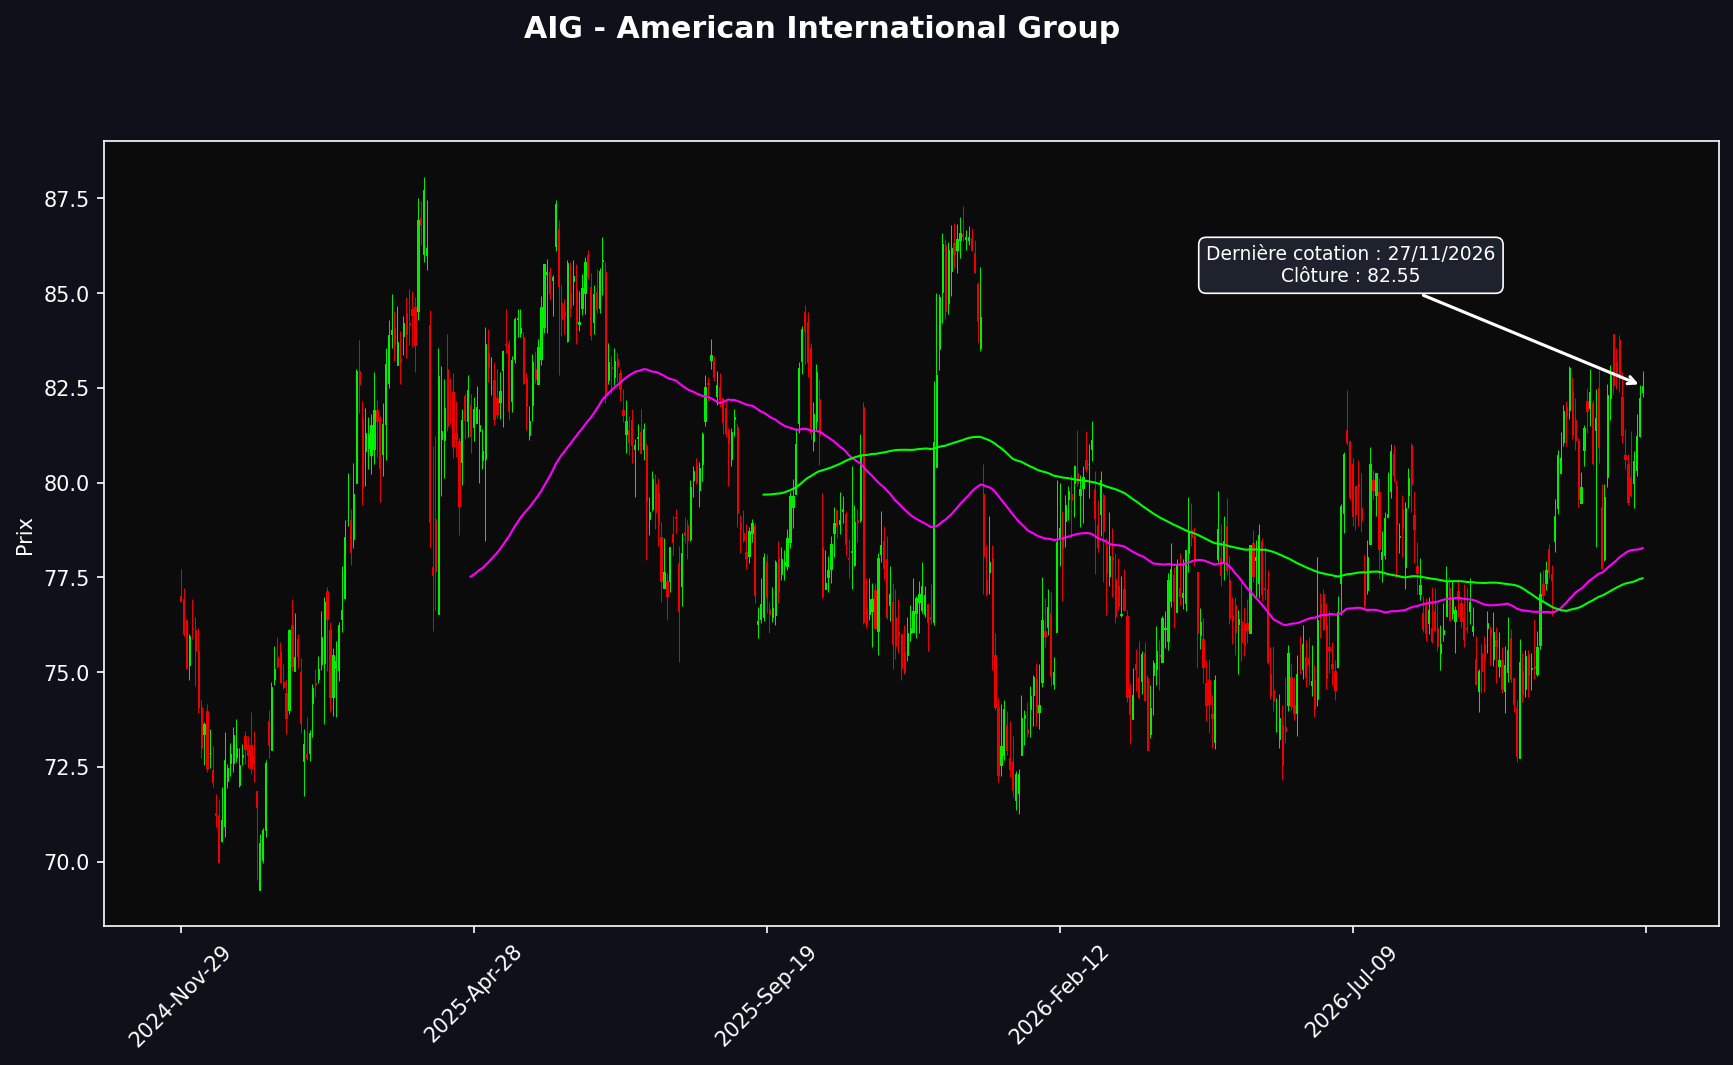 AIG - American International Group
Prix
87.5
85.0
82.5
80.0
77.5
75.0
72.5
70.0
Dernière cotation : 27/11/2026
Clôture : 82.55
2024-Nov-29
2025-Apr-28
2025-Sep-19
2026-Feb-12
2026-Jul-09